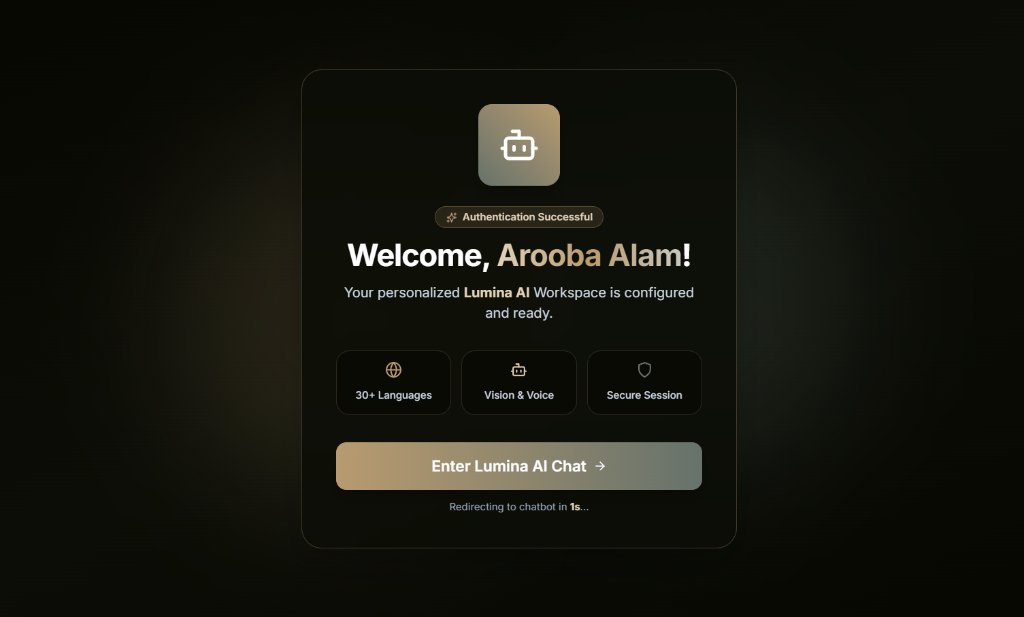 Authentication Successful
Welcome, Arooba Alam!
Your personalized Lumina AI Workspace is configured
and ready.
30+ Languages
Vision & Voice
Secure Session
Enter Lumina AI Chat →
Redirecting to chatbot in 1s...